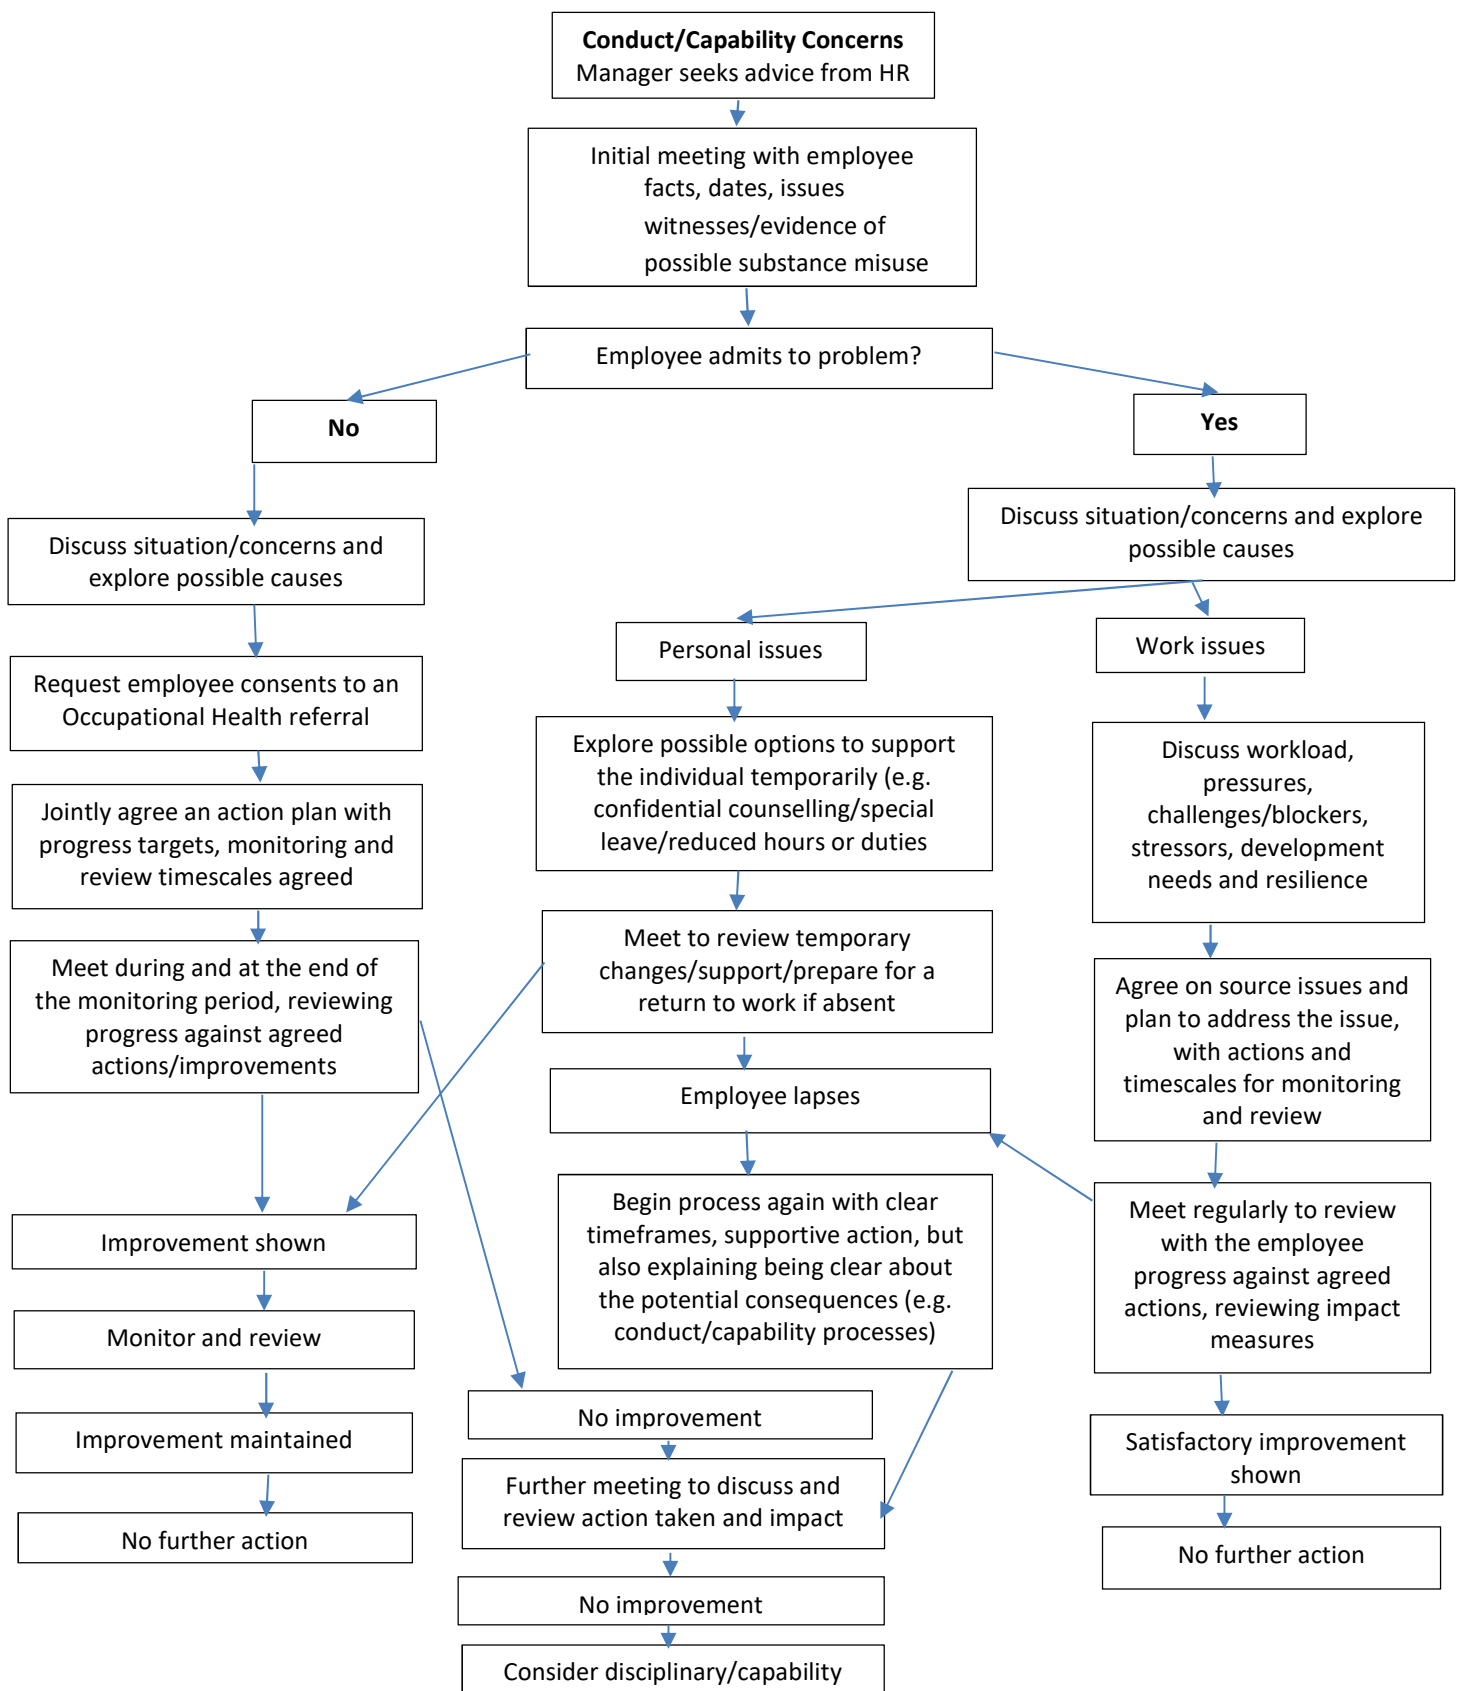 Conduct/Capability Concerns
Manager seeks advice from HR
Initial meeting with employee
facts, dates, issues
witnesses/evidence of
possible substance misuse
Employee admits to problem?
No
Yes
Discuss situation/concerns and
explore possible causes
Request employee consents to an
Occupational Health referral
Jointly agree an action plan with
progress targets, monitoring and
review timescales agreed
Meet during and at the end of
the monitoring period, reviewing
progress against agreed
actions/improvements
Improvement shown
Monitor and review
Improvement maintained
No further action
Discuss situation/concerns and explore
possible causes
Personal issues
Explore possible options to support
the individual temporarily (e.g.
confidential counselling/special
leave/reduced hours or duties
Meet to review temporary
changes/support/prepare for a
return to work if absent
Employee lapses
Begin process again with clear
timeframes, supportive action, but
also explaining being clear about
the potential consequences (e.g.
conduct/capability processes)
No improvement
Further meeting to discuss and
review action taken and impact
No improvement
Consider disciplinary/capability
Work issues
Discuss workload,
pressures,
challenges/blockers,
stressors, development
needs and resilience
Agree on source issues and
plan to address the issue,
with actions and
timescales for monitoring
and review
Meet regularly to review
with the employee
progress against agreed
actions, reviewing impact
measures
Satisfactory improvement
shown
No further action